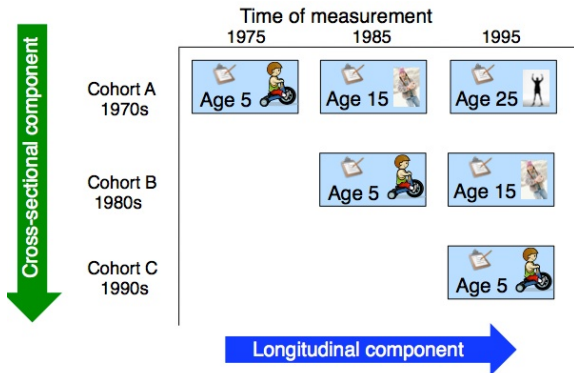 Time of measurement
1975 1985 1995
Cohort A
1970s
Age 5 Age 15 Age 25
Cohort B
1980s
Age 5 Age 15
Cohort C
1990s
Age 5
Cross-sectional component
Longitudinal component